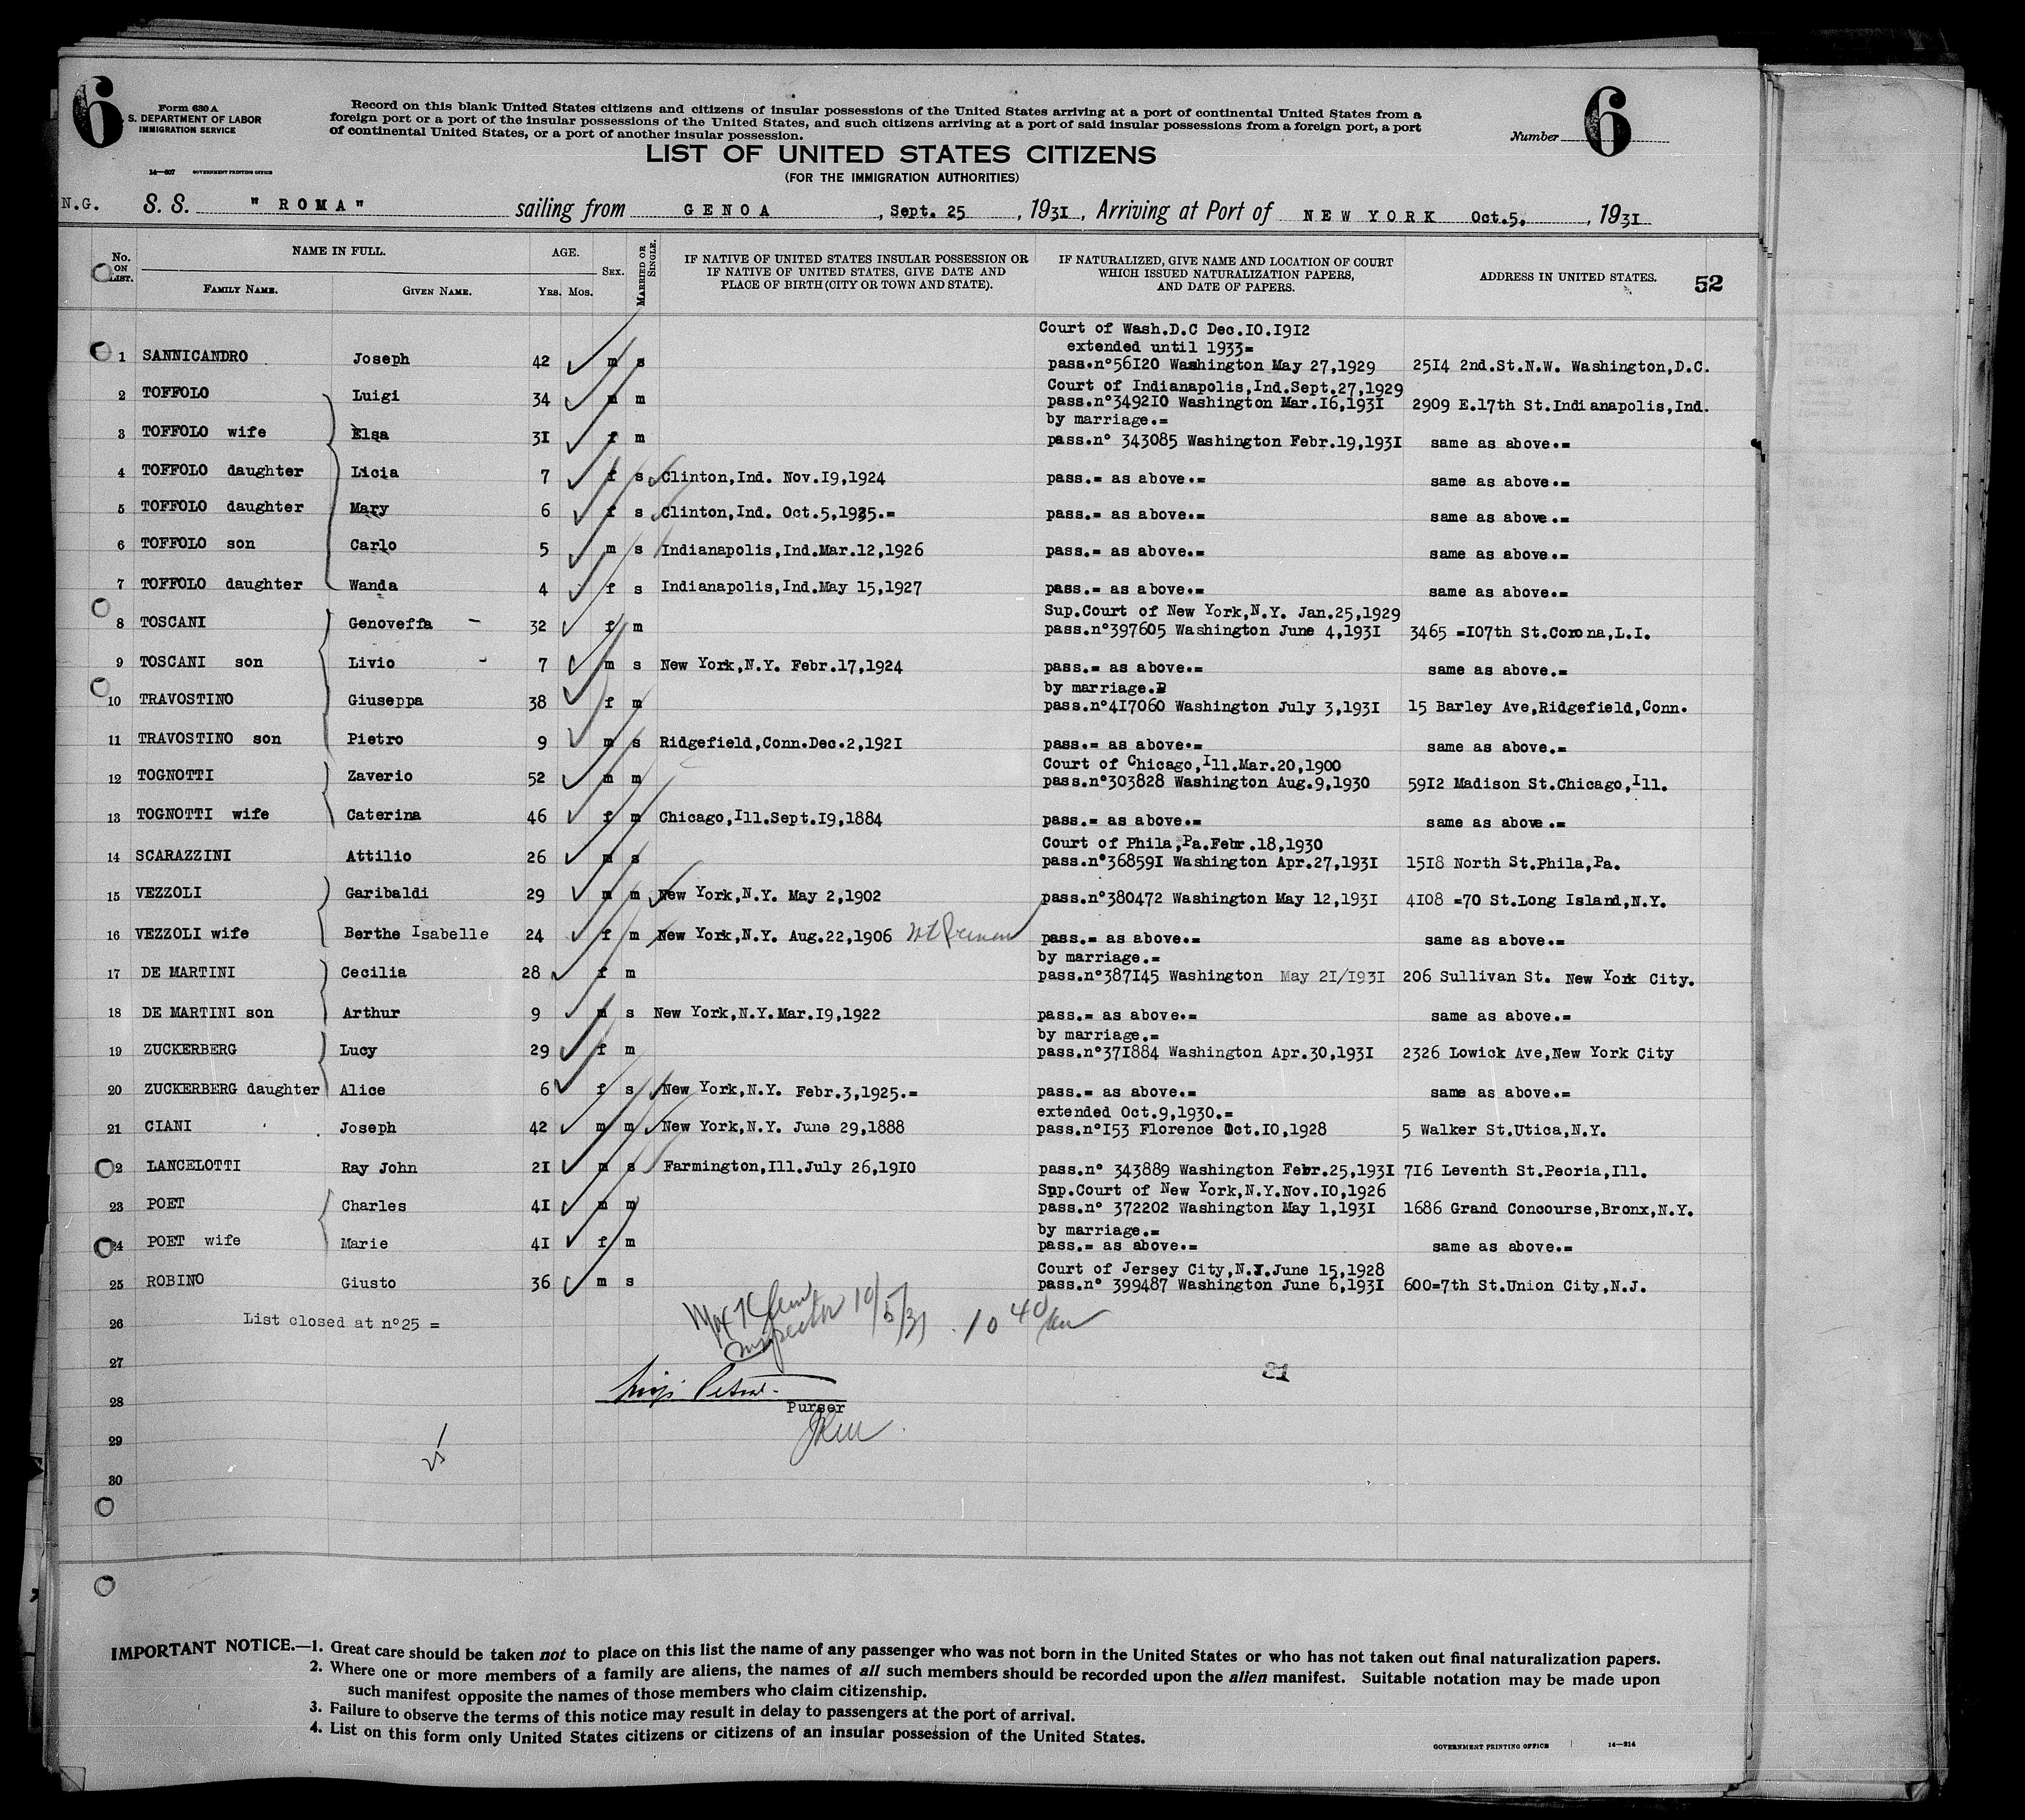 6
Form 630 A
S. DEPARTMENT OF LABOR
IMMIGRATION SERVICE
14—607 GOVERNMENT PRINTING OFFICE
Record on this blank United States citizens and citizens of insular possessions of the United States arriving at a port of continental United States from a
foreign port or a port of the insular possessions of the United States, and such citizens arriving at a port of said insular possessions from a foreign port, a port
of continental United States, or a port of another insular possession.
Number 6
LIST OF UNITED STATES CITIZENS
(FOR THE IMMIGRATION AUTHORITIES)
N.G. S. S. "ROMA" sailing from GENOA, Sept. 25, 1931, Arriving at Port of NEW YORK Oct.5., 1931
No. ON LIST. NAME IN FULL. FAMILY NAME. GIVEN NAME. AGE. YRS. MOS. SEX. MARRIED OR SINGLE.
IF NATIVE OF UNITED STATES INSULAR POSSESSION OR
IF NATIVE OF UNITED STATES, GIVE DATE AND
PLACE OF BIRTH (CITY OR TOWN AND STATE).
IF NATURALIZED, GIVE NAME AND LOCATION OF COURT
WHICH ISSUED NATURALIZATION PAPERS,
AND DATE OF PAPERS.
ADDRESS IN UNITED STATES. 52
Court of Wash.D.C Dec.10.1912
extended until 1933=
1 SANNICANDRO Joseph 42 m s pass.n°56120 Washington May 27,1929 2514 2nd.St.N.W. Washington,D.C.
Court of Indianapolis,Ind.Sept.27,1929
2 TOFFOLO Luigi 34 m m pass.n°349210 Washington Mar.16,1931 2909 E.17th St.Indianapolis,Ind.
by marriage.=
3 TOFFOLO wife Elsa 31 f m pass.n° 343085 Washington Febr.19,1931 same as above.=
4 TOFFOLO daughter Licia 7 f s Clinton,Ind. Nov.19,1924 pass.= as above.= same as above.=
5 TOFFOLO daughter Mary 6 f s Clinton,Ind. Oct.5,1925.= pass.= as above.= same as above.=
6 TOFFOLO son Carlo 5 m s Indianapolis,Ind.Mar.12,1926 pass.= as above.= same as above.=
7 TOFFOLO daughter Wanda 4 f s Indianapolis,Ind.May 15,1927 pass.= as above.= same as above.=
Sup.Court of New York,N.Y. Jan.25,1929
8 TOSCANI Genoveffa 32 f m pass.n°397605 Washington June 4,1931 3465 =107th St.Corona,L.I.
9 TOSCANI son Livio 7 m s New York,N.Y. Febr.17,1924 pass.= as above.= same as above.=
by marriage.
10 TRAVOSTINO Giuseppa 38 f m pass.n°417060 Washington July 3,1931 15 Barley Ave,Ridgefield,Conn.
11 TRAVOSTINO son Pietro 9 m s Ridgefield,Conn.Dec.2,1921 pass.= as above.= same as above.=
Court of Chicago,Ill.Mar.20,1900
12 TOGNOTTI Zaverio 52 m m pass.n°303828 Washington Aug.9,1930 5912 Madison St.Chicago,Ill.
13 TOGNOTTI wife Caterina 46 f m Chicago,Ill.Sept.19,1884 pass.= as above.= same as above.=
Court of Phila,Pa.Febr.18,1930
14 SCARAZZINI Attilio 26 m s pass.n°368591 Washington Apr.27,1931 1518 North St.Phila,Pa.
15 VEZZOLI Garibaldi 29 m m New York,N.Y. May 2,1902 pass.n°380472 Washington May 12,1931 4108 =70 St.Long Island,N.Y.
16 VEZZOLI wife Berthe Isabelle 24 f m New York,N.Y. Aug.22,1906 pass.= as above.= same as above.=
by marriage.=
17 DE MARTINI Cecilia 28 f m pass.n°387145 Washington May 21/1931 206 Sullivan St. New York City.
18 DE MARTINI son Arthur 9 m s New York,N.Y.Mar.19,1922 pass.= as above.= same as above.=
by marriage.=
19 ZUCKERBERG Lucy 29 f m pass.n°371884 Washington Apr.30,1931 2326 Lowick Ave,New York City
20 ZUCKERBERG daughter Alice 6 f s New York,N.Y. Febr.3,1925.= pass.= as above.= same as above.=
extended Oct.9,1930.=
21 CIANI Joseph 42 m m New York,N.Y. June 29,1888 pass.n°153 Florence Oct.10,1928 5 Walker St.Utica,N.Y.
2 LANCELOTTI Ray John 21 m s Farmington,Ill.July 26,1910 pass.n° 343889 Washington Febr.25,1931 716 Leventh St.Peoria,Ill.
Sup.Court of New York,N.Y.Nov.10,1926
23 POET Charles 41 m m pass.n° 372202 Washington May 1,1931 1686 Grand Concourse,Bronx,N.Y.
by marriage.=
24 POET wife Marie 41 f m pass.= as above.= same as above.=
Court of Jersey City,N.J.June 15,1928
25 ROBINO Giusto 36 m s pass.n° 399487 Washington June 6,1931 600=7th St.Union City,N.J.
26 List closed at n°25 =
Inspector 10/5/31 10 40
27
21
28 Purser
29
30
IMPORTANT NOTICE.—1. Great care should be taken not to place on this list the name of any passenger who was not born in the United States or who has not taken out final naturalization papers.
2. Where one or more members of a family are aliens, the names of all such members should be recorded upon the alien manifest. Suitable notation may be made upon
such manifest opposite the names of those members who claim citizenship.
3. Failure to observe the terms of this notice may result in delay to passengers at the port of arrival.
4. List on this form only United States citizens or citizens of an insular possession of the United States.
GOVERNMENT PRINTING OFFICE 14—214